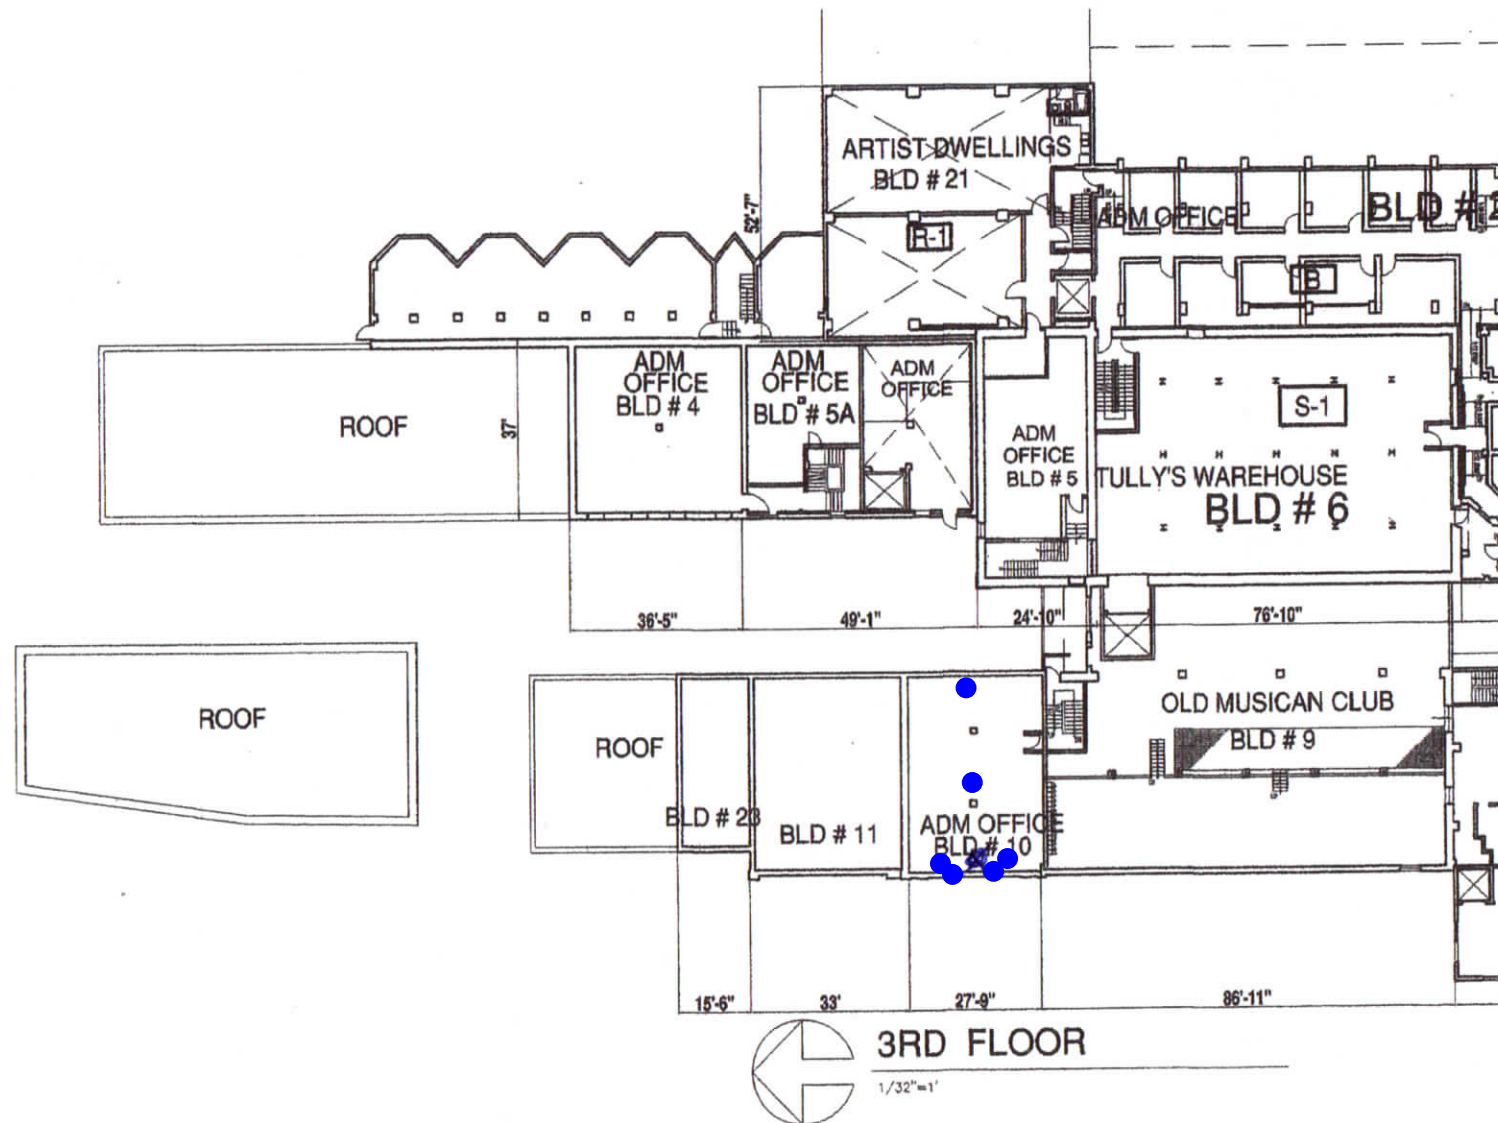 ARTIST DWELLINGS
BLD # 21
52'-7"
R-1
ADM OFFICE
BLD # 2
B
ROOF
37'
ADM
OFFICE
BLD # 4
ADM
OFFICE
BLD # 5A
ADM
OFFICE
ADM
OFFICE
BLD # 5
S-1
TULLY'S WAREHOUSE
BLD # 6
36'-5"
49'-1"
24'-10"
76'-10"
ROOF
ROOF
BLD # 23
BLD # 11
ADM OFFICE
BLD # 10
OLD MUSICAN CLUB
BLD # 9
15'-6"
33'
27'-9"
86'-11"
3RD FLOOR
1/32"=1'